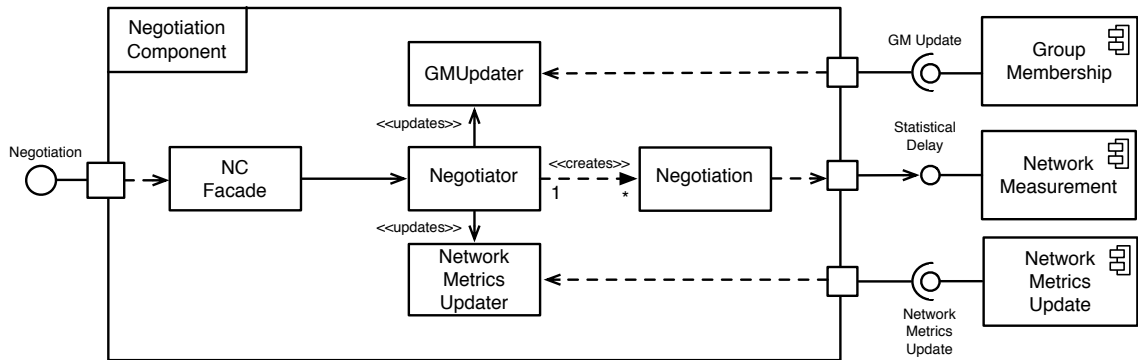 Negotiation
Component
GMUpdater
GM Update
Group
Membership
<<updates>>
Negotiation
NC
Facade
Negotiator
<<creates>>
1
*
Negotiation
Statistical
Delay
Network
Measurement
<<updates>>
Network
Metrics
Updater
Network
Metrics
Update
Network
Metrics
Update